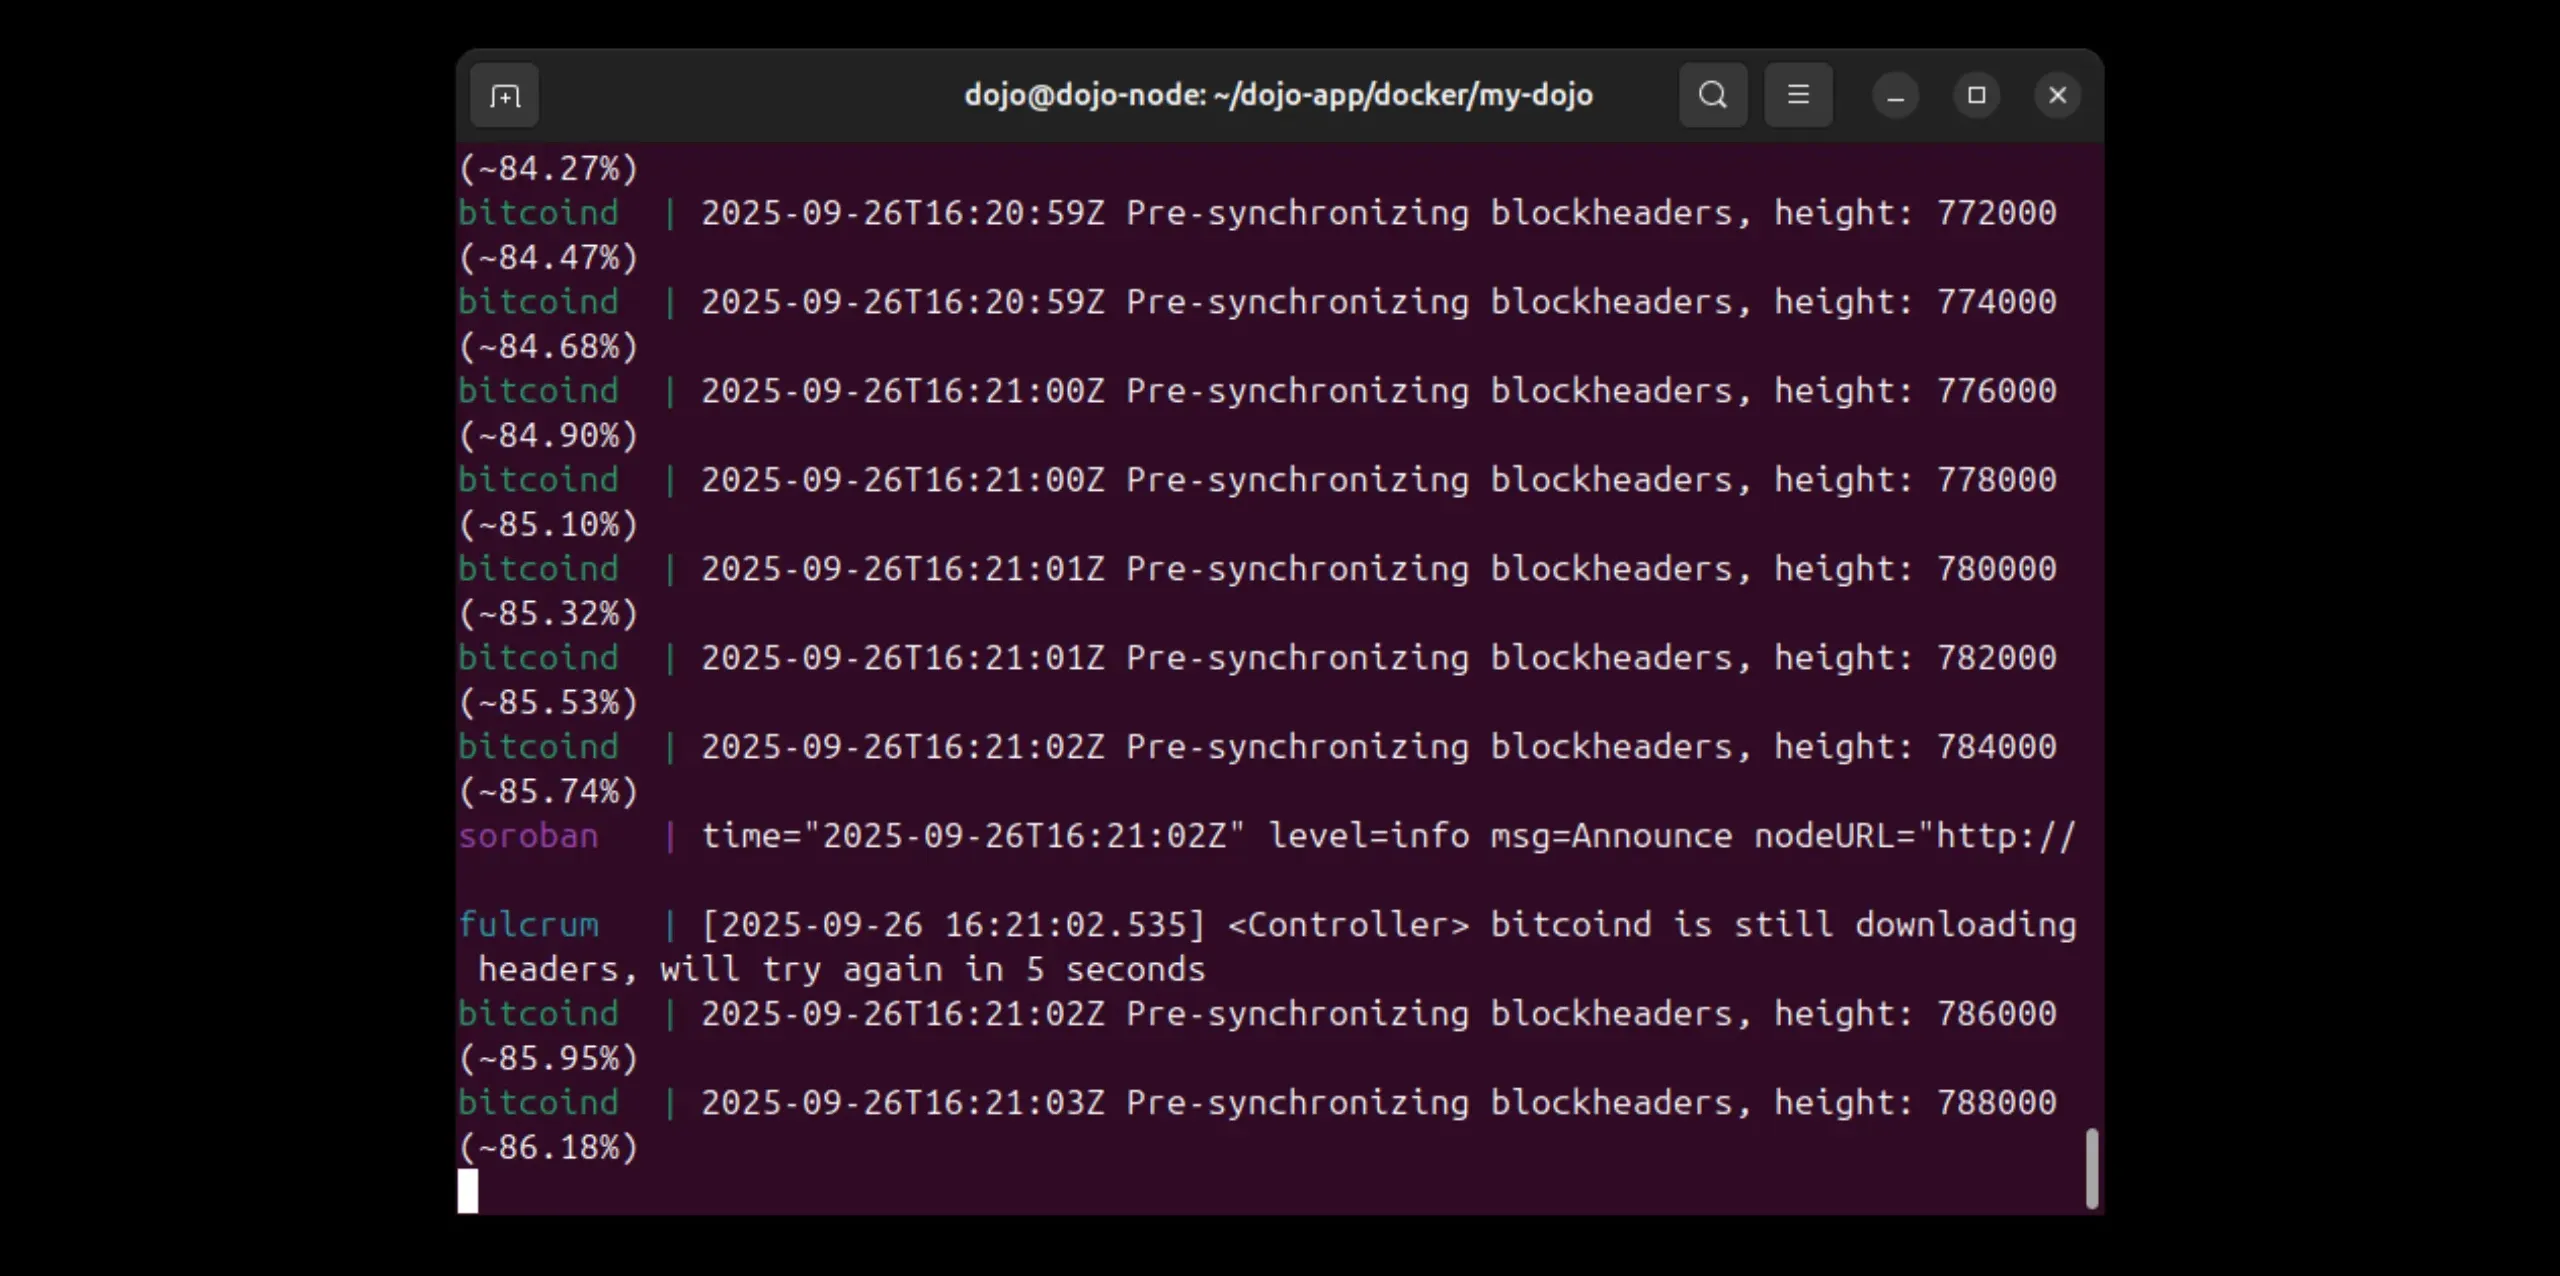 dojo@dojo-node: ~/dojo-app/docker/my-dojo
(~84.27%)
bitcoind | 2025-09-26T16:20:59Z Pre-synchronizing blockheaders, height: 772000
(~84.47%)
bitcoind | 2025-09-26T16:20:59Z Pre-synchronizing blockheaders, height: 774000
(~84.68%)
bitcoind | 2025-09-26T16:21:00Z Pre-synchronizing blockheaders, height: 776000
(~84.90%)
bitcoind | 2025-09-26T16:21:00Z Pre-synchronizing blockheaders, height: 778000
(~85.10%)
bitcoind | 2025-09-26T16:21:01Z Pre-synchronizing blockheaders, height: 780000
(~85.32%)
bitcoind | 2025-09-26T16:21:01Z Pre-synchronizing blockheaders, height: 782000
(~85.53%)
bitcoind | 2025-09-26T16:21:02Z Pre-synchronizing blockheaders, height: 784000
(~85.74%)
soroban | time="2025-09-26T16:21:02Z" level=info msg=Announce nodeURL="http://
fulcrum | [2025-09-26 16:21:02.535] <Controller> bitcoind is still downloading
headers, will try again in 5 seconds
bitcoind | 2025-09-26T16:21:02Z Pre-synchronizing blockheaders, height: 786000
(~85.95%)
bitcoind | 2025-09-26T16:21:03Z Pre-synchronizing blockheaders, height: 788000
(~86.18%)